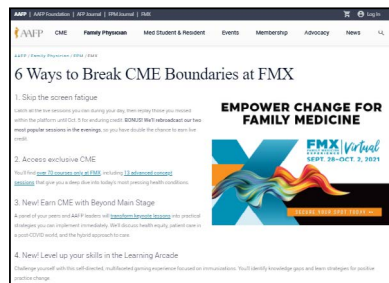 AAFP | AAFP Foundation | AFP Journal | FPM Journal | FMX
Log In
AAFP CME Family Physician Med Student & Resident Events Membership Advocacy News
AAFP / Family Physician / FPM / FMX
6 Ways to Break CME Boundaries at FMX
1. Skip the screen fatigue
Catch all the live sessions you can during your day, then replay those you missed
within the platform until Oct. 5 for enduring credit. BONUS! We'll rebroadcast our two
most popular sessions in the evenings, so you have double the chance to earn live
credit.
EMPOWER CHANGE FOR
FAMILY MEDICINE
FMX Virtual
SEPT. 28-OCT. 2, 2021
SECURE YOUR SPOT TODAY
2. Access exclusive CME
You'll find over 70 courses only at FMX, including 13 advanced concept
sessions that give you a deep dive into today's most pressing health conditions.
3. New! Earn CME with Beyond Main Stage
A panel of your peers and AAFP leaders will transform keynote lessons into practical
strategies you can implement immediately. We'll discuss health equity, patient care in
a post-COVID world, and the hybrid approach to care.
4. New! Level up your skills in the Learning Arcade
Challenge yourself with this self-directed, multifaceted gaming experience focused on immunizations. You'll identify knowledge gaps and learn strategies for positive
practice change.